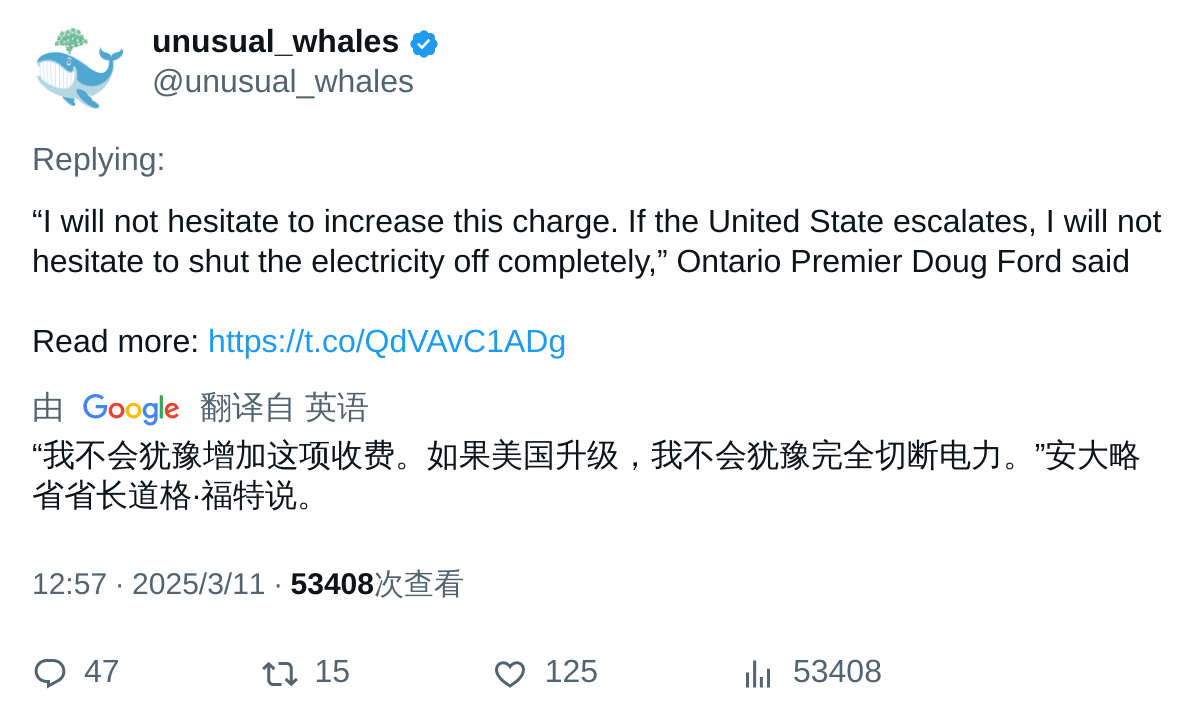 unusual_whales
@unusual_whales
Replying:
“I will not hesitate to increase this charge. If the United State escalates, I will not
hesitate to shut the electricity off completely,” Ontario Premier Doug Ford said
Read more: https://t.co/QdVAvC1ADg
由 Google 翻译自 英语
“我不会犹豫增加这项收费。如果美国升级，我不会犹豫完全切断电力。”安大略
省省长道格·福特说。
12:57 · 2025/3/11 · 53408次查看
47 15 125 53408